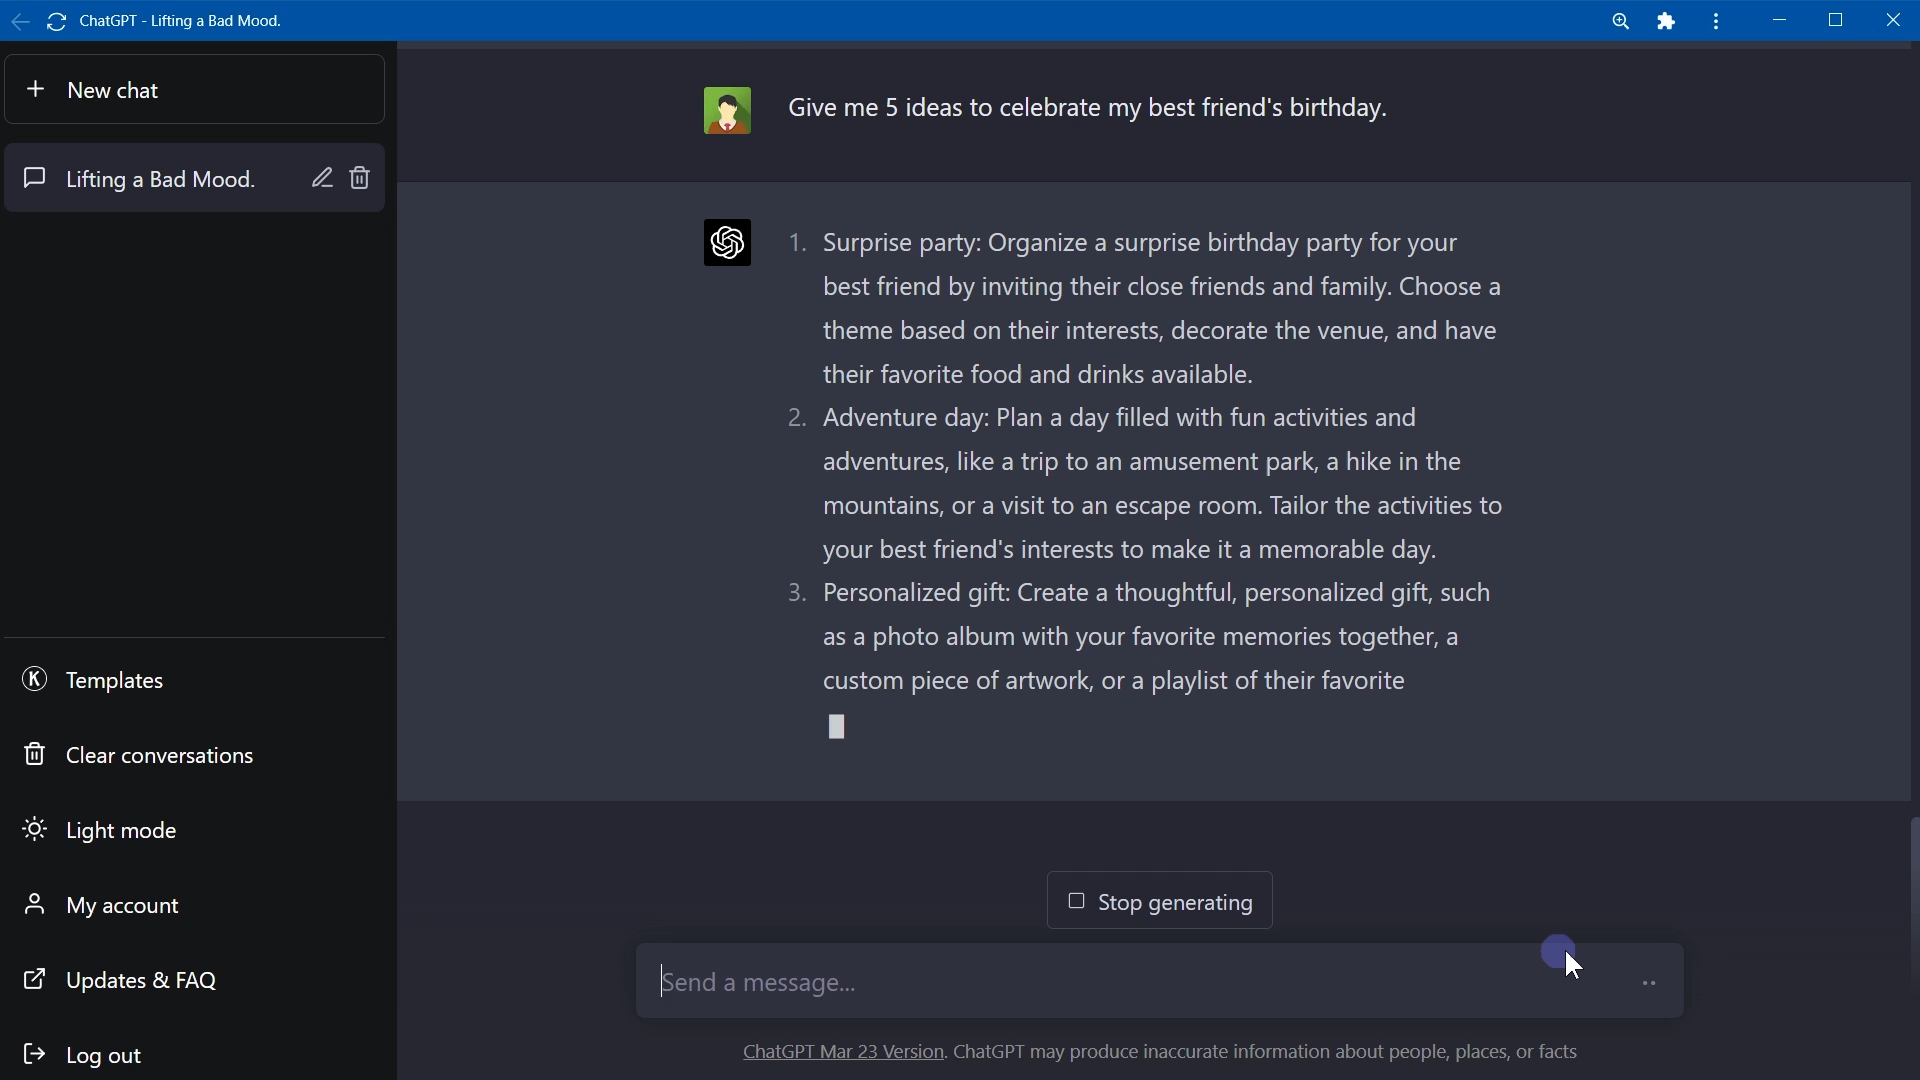 ChatGPT - Lifting a Bad Mood.
New chat
Lifting a Bad Mood.
Templates
Clear conversations
Light mode
My account
Updates & FAQ
Log out
Give me 5 ideas to celebrate my best friend's birthday.
1. Surprise party: Organize a surprise birthday party for your
best friend by inviting their close friends and family. Choose a
theme based on their interests, decorate the venue, and have
their favorite food and drinks available.
2. Adventure day: Plan a day filled with fun activities and
adventures, like a trip to an amusement park, a hike in the
mountains, or a visit to an escape room. Tailor the activities to
your best friend's interests to make it a memorable day.
3. Personalized gift: Create a thoughtful, personalized gift, such
as a photo album with your favorite memories together, a
custom piece of artwork, or a playlist of their favorite
Stop generating
Send a message...
ChatGPT Mar 23 Version. ChatGPT may produce inaccurate information about people, places, or facts